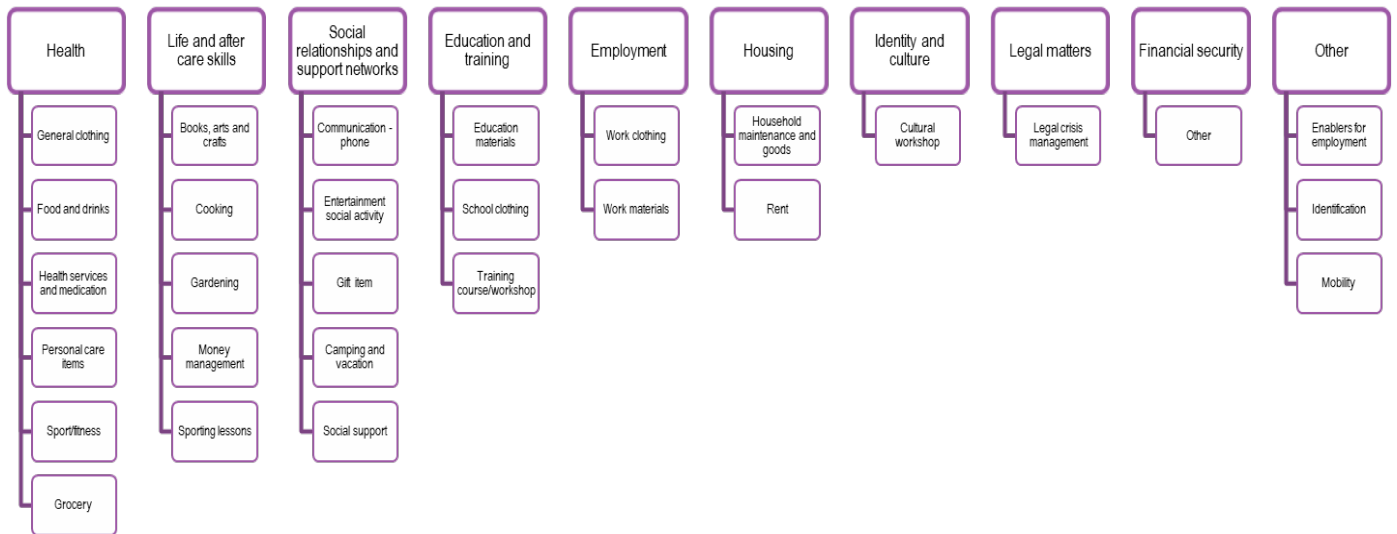 Health
General clothing
Food and drinks
Health services
and medication
Personal care
items
Sport/fitness
Grocery
Life and after
care skills
Books, arts and
crafts
Cooking
Gardening
Money
management
Sporting lessons
Social
relationships and
support networks
Communication -
phone
Entertainment
social activity
Gift item
Camping and
vacation
Social support
Education and
training
Education
materials
School clothing
Training
course/workshop
Employment
Work clothing
Work materials
Housing
Household
maintenance and
goods
Rent
Identity and
culture
Cultural
workshop
Legal matters
Legal crisis
management
Financial security
Other
Other
Enablers for
employment
Identification
Mobility